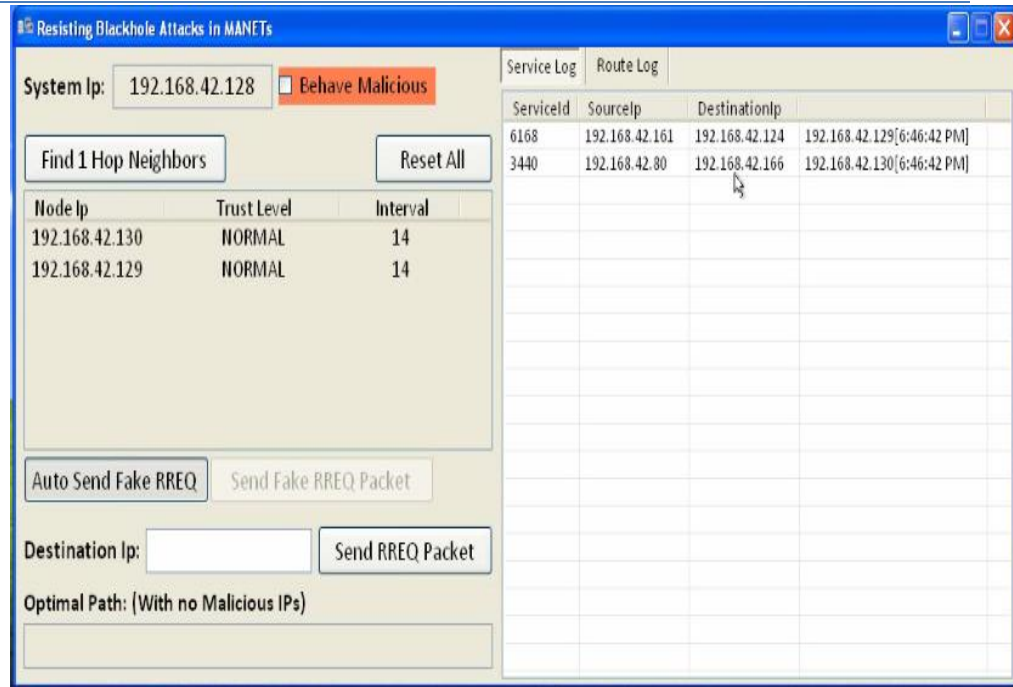 Resisting Blackhole Attacks in MANETs
System Ip: 192.168.42.128 Behave Malicious
Find 1 Hop Neighbors Reset All
Node Ip Trust Level Interval
192.168.42.130 NORMAL 14
192.168.42.129 NORMAL 14
Auto Send Fake RREQ Send Fake RREQ Packet
Destination Ip: Send RREQ Packet
Optimal Path: (With no Malicious IPs)
Service Log Route Log
ServiceId SourceIp DestinationIp
6168 192.168.42.161 192.168.42.124 192.168.42.129[6:46:42 PM]
3440 192.168.42.80 192.168.42.166 192.168.42.130[6:46:42 PM]